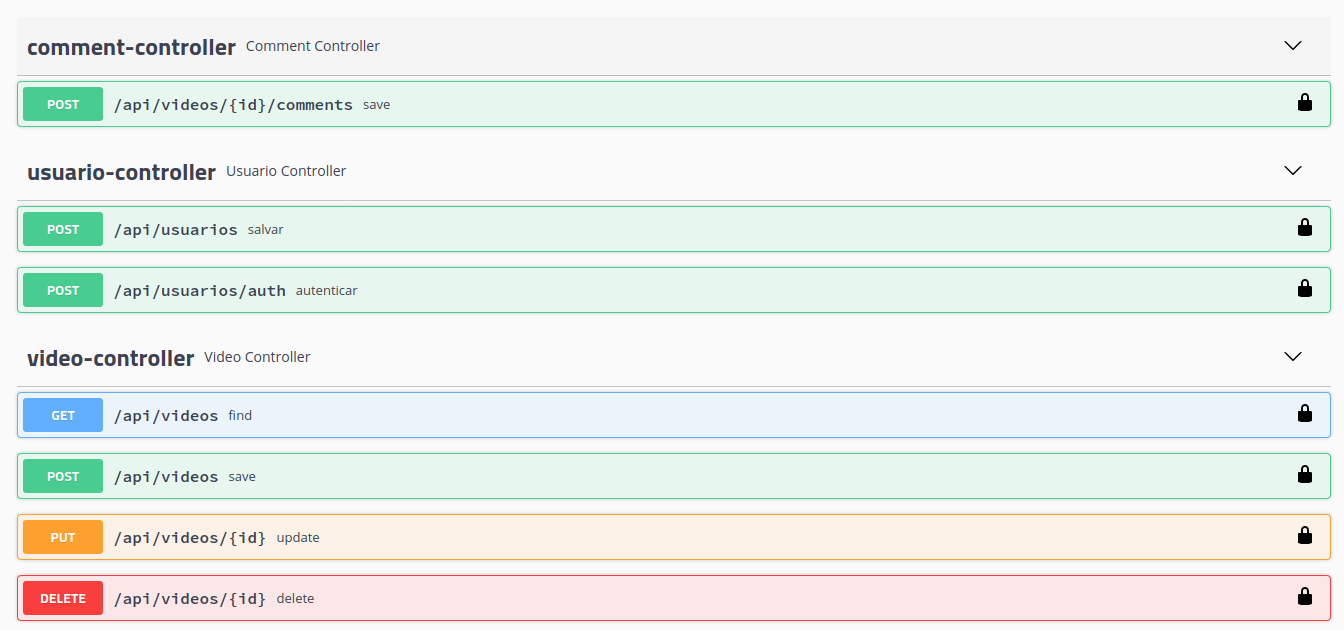 comment-controller Comment Controller
POST /api/videos/{id}/comments save
usuario-controller Usuario Controller
POST /api/usuarios salvar
POST /api/usuarios/auth autenticar
video-controller Video Controller
GET /api/videos find
POST /api/videos save
PUT /api/videos/{id} update
DELETE /api/videos/{id} delete